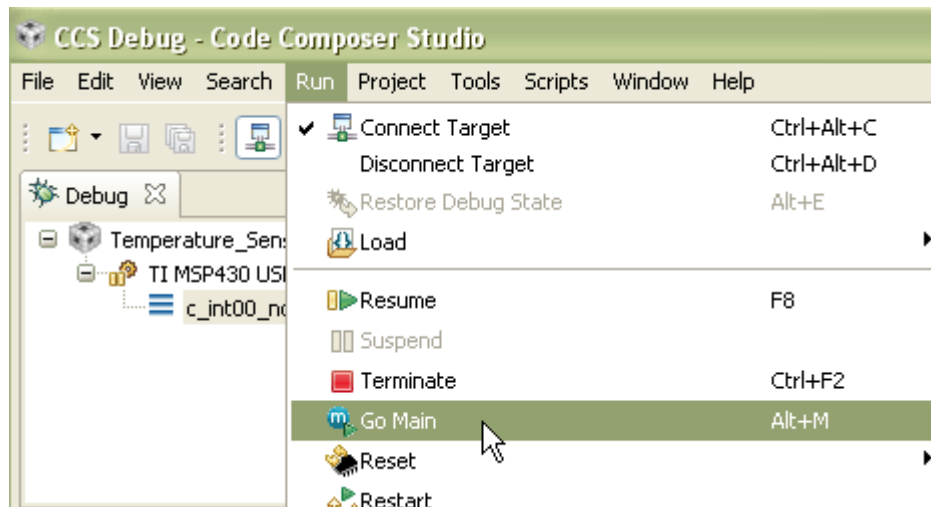 CCS Debug - Code Composer Studio
File Edit View Search Run Project Tools Scripts Window Help
Connect Target Ctrl+Alt+C
Disconnect Target Ctrl+Alt+D
Debug
Restore Debug State Alt+E
Temperature_Sens
Load
TI MSP430 USB
c_int00_no
Resume F8
Suspend
Terminate Ctrl+F2
Go Main Alt+M
Reset
Restart